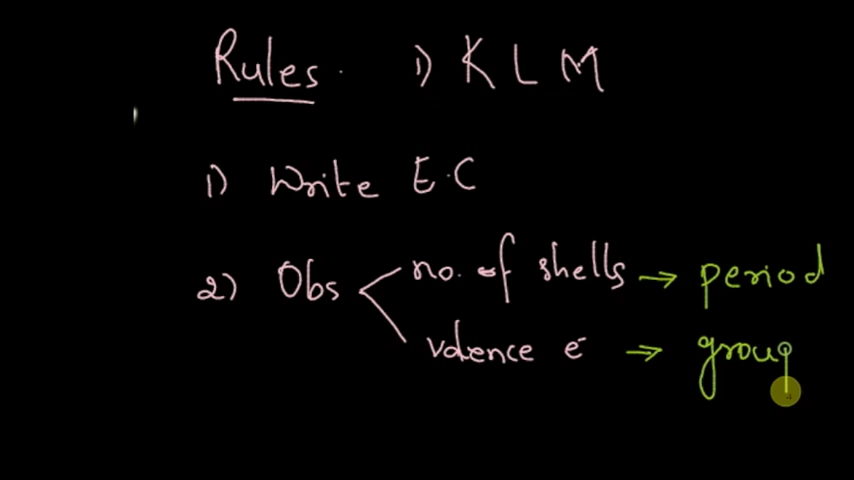 Rules. 1) K L M
1) Write E.C
2) Obs
no. of shells → period
valence e⁻ → group